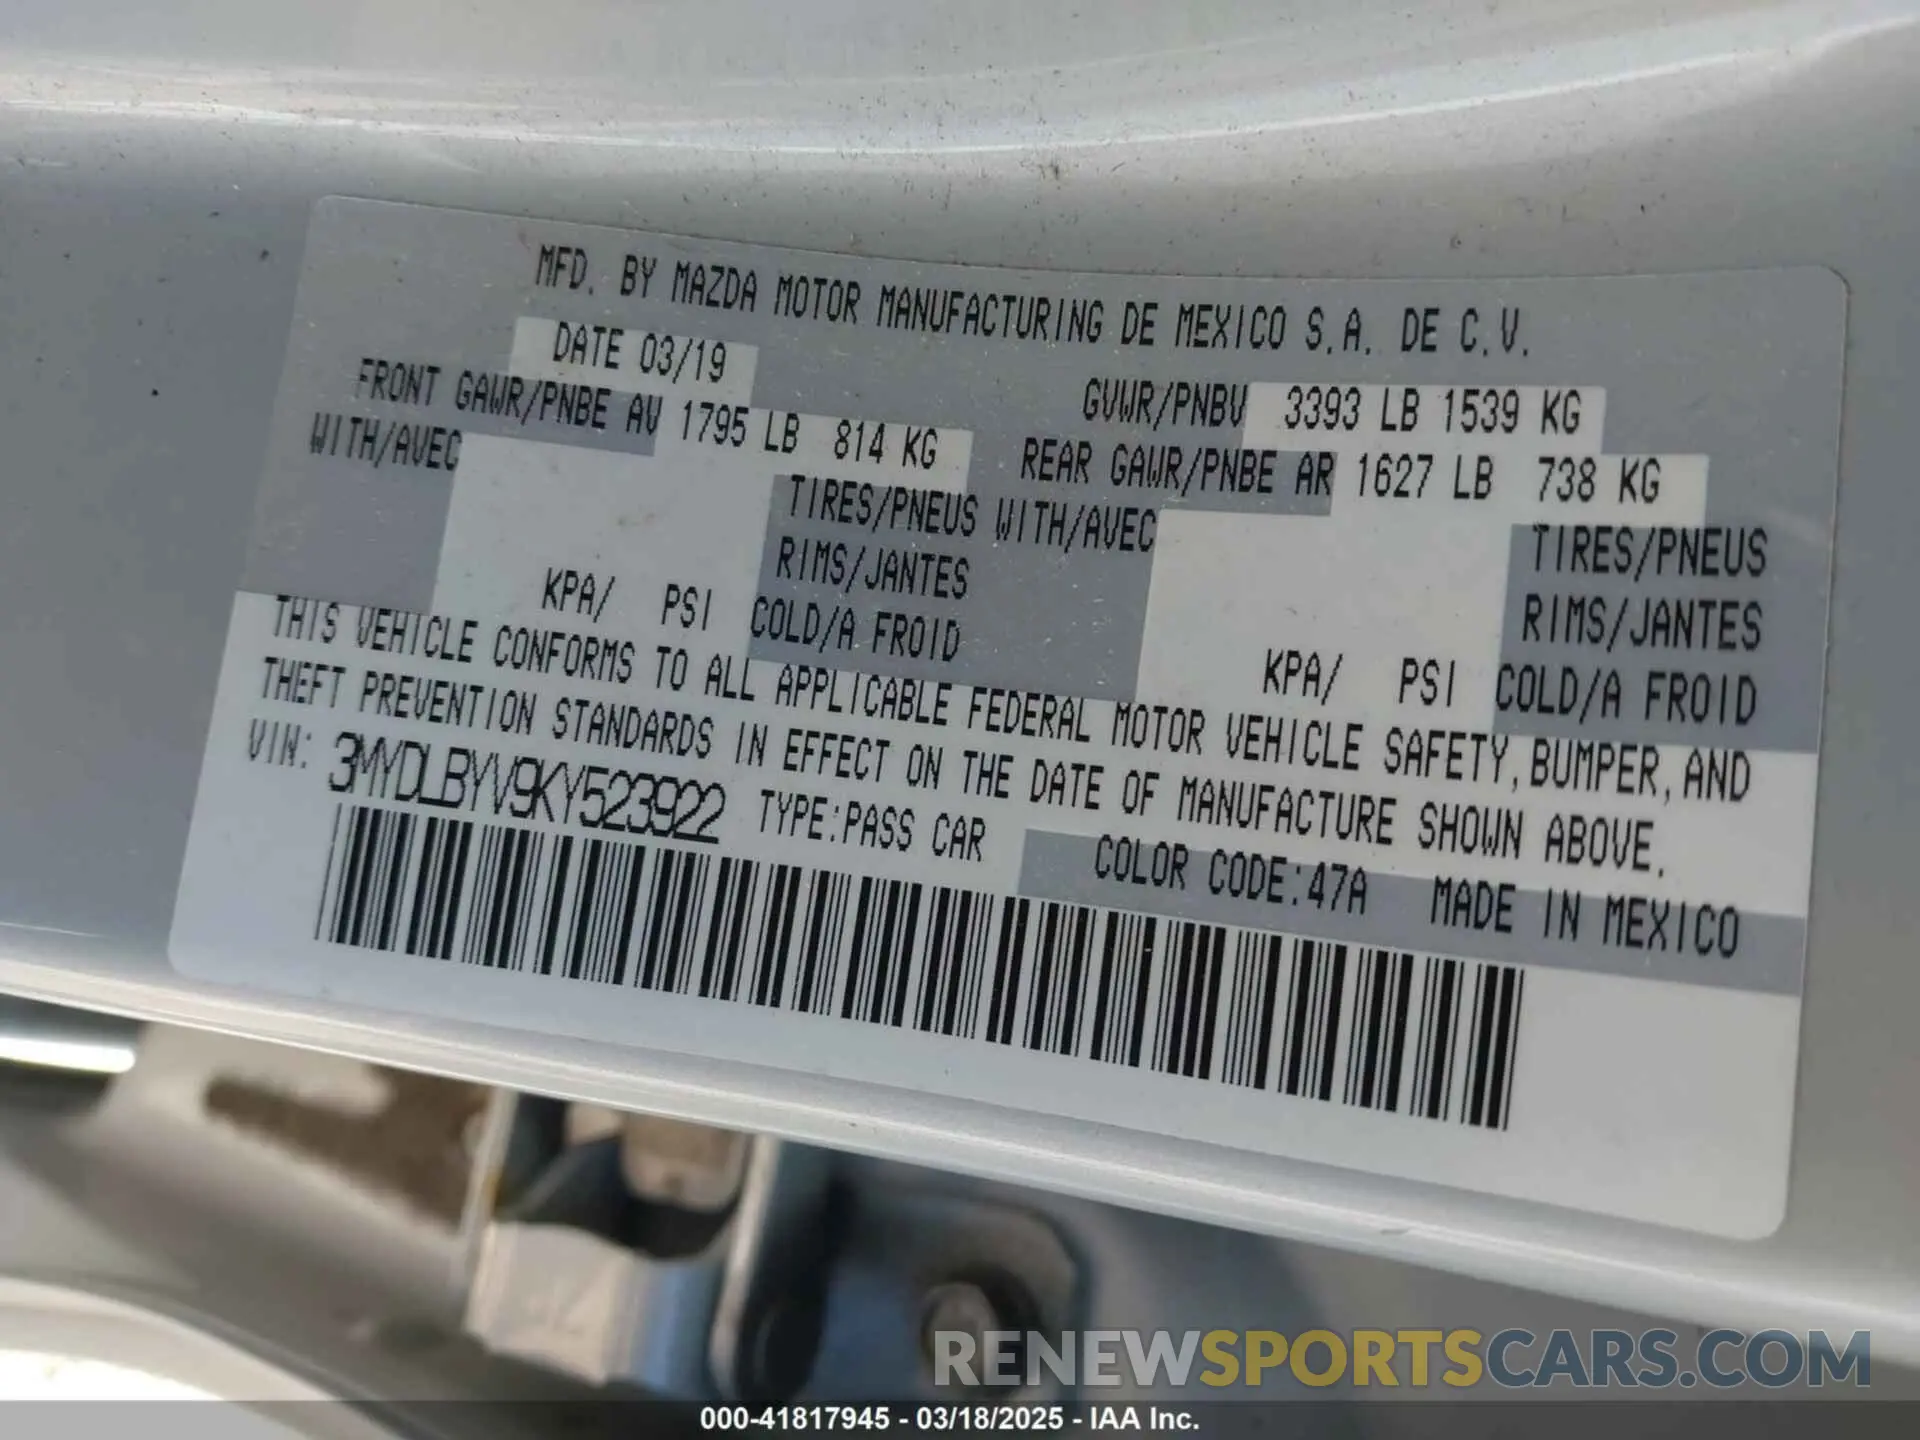 MFD. BY MAZDA MOTOR MANUFACTURING DE MEXICO S.A. DE C.V.
DATE 03/19 GVWR/PNBV 3393 LB 1539 KG
FRONT GAWR/PNBE AV 1795 LB 814 KG REAR GAWR/PNBE AR 1627 LB 738 KG
WITH/AVEC TIRES/PNEUS WITH/AVEC TIRES/PNEUS
RIMS/JANTES RIMS/JANTES
KPA/ PSI COLD/A FROID KPA/ PSI COLD/A FROID
THIS VEHICLE CONFORMS TO ALL APPLICABLE FEDERAL MOTOR VEHICLE SAFETY, BUMPER, AND
THEFT PREVENTION STANDARDS IN EFFECT ON THE DATE OF MANUFACTURE SHOWN ABOVE.
VIN: 3MYDLBYV9KY523922 TYPE:PASS CAR COLOR CODE:47A MADE IN MEXICO
RENEWSPORTSCARS.COM
000-41817945 - 03/18/2025 - IAA Inc.